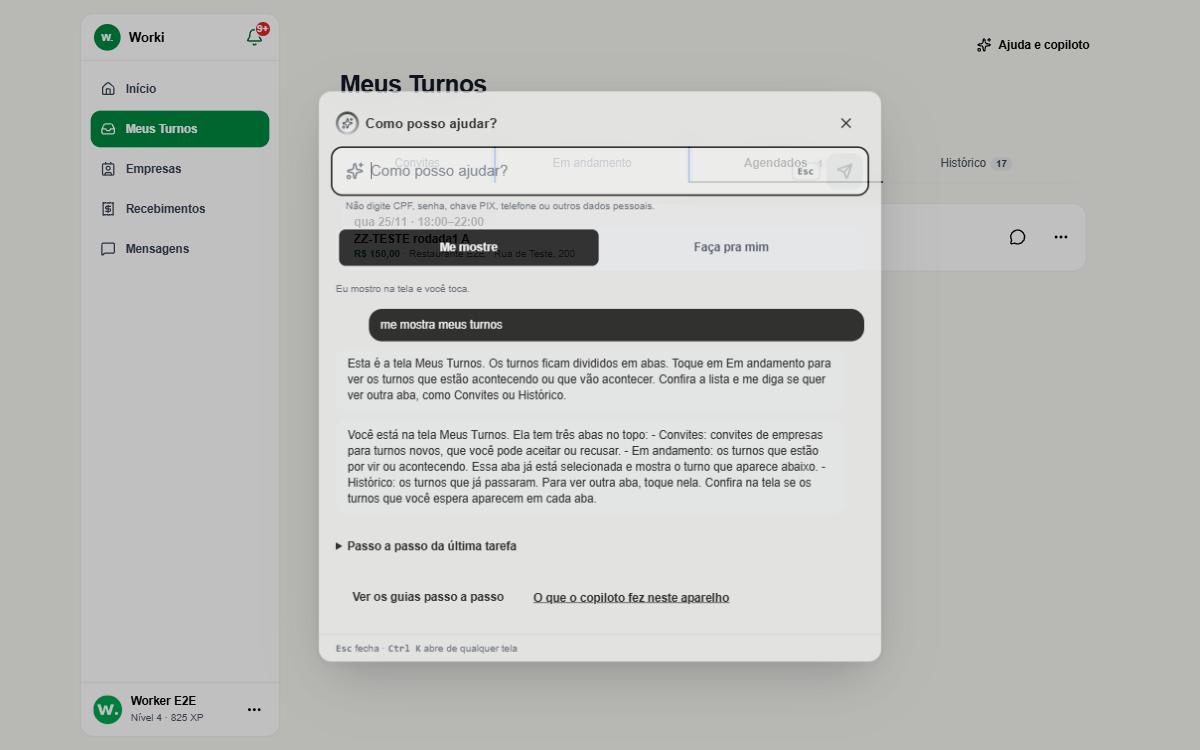 W. Worki 9+
Ajuda e copiloto
Início
Meus Turnos
Empresas
Recebimentos
Mensagens
Worker E2E
Nível 4 · 825 XP
Meus Turnos
Convites
Em andamento
Agendados
Histórico 17
qua 25/11 · 18:00–22:00
ZZ-TESTE rodada1 A
R$ 150,00 · Restaurante E2E · Rua de Teste, 200
Como posso ajudar?
Como posso ajudar?
Esc
Não digite CPF, senha, chave PIX, telefone ou outros dados pessoais.
Me mostre
Faça pra mim
Eu mostro na tela e você toca.
me mostra meus turnos
Esta é a tela Meus Turnos. Os turnos ficam divididos em abas. Toque em Em andamento para
ver os turnos que estão acontecendo ou que vão acontecer. Confira a lista e me diga se quer
ver outra aba, como Convites ou Histórico.
Você está na tela Meus Turnos. Ela tem três abas no topo: - Convites: convites de empresas
para turnos novos, que você pode aceitar ou recusar. - Em andamento: os turnos que estão
por vir ou acontecendo. Essa aba já está selecionada e mostra o turno que aparece abaixo. -
Histórico: os turnos que já passaram. Para ver outra aba, toque nela. Confira na tela se os
turnos que você espera aparecem em cada aba.
Passo a passo da última tarefa
Ver os guias passo a passo
O que o copiloto fez neste aparelho
Esc fecha · Ctrl K abre de qualquer tela
W.